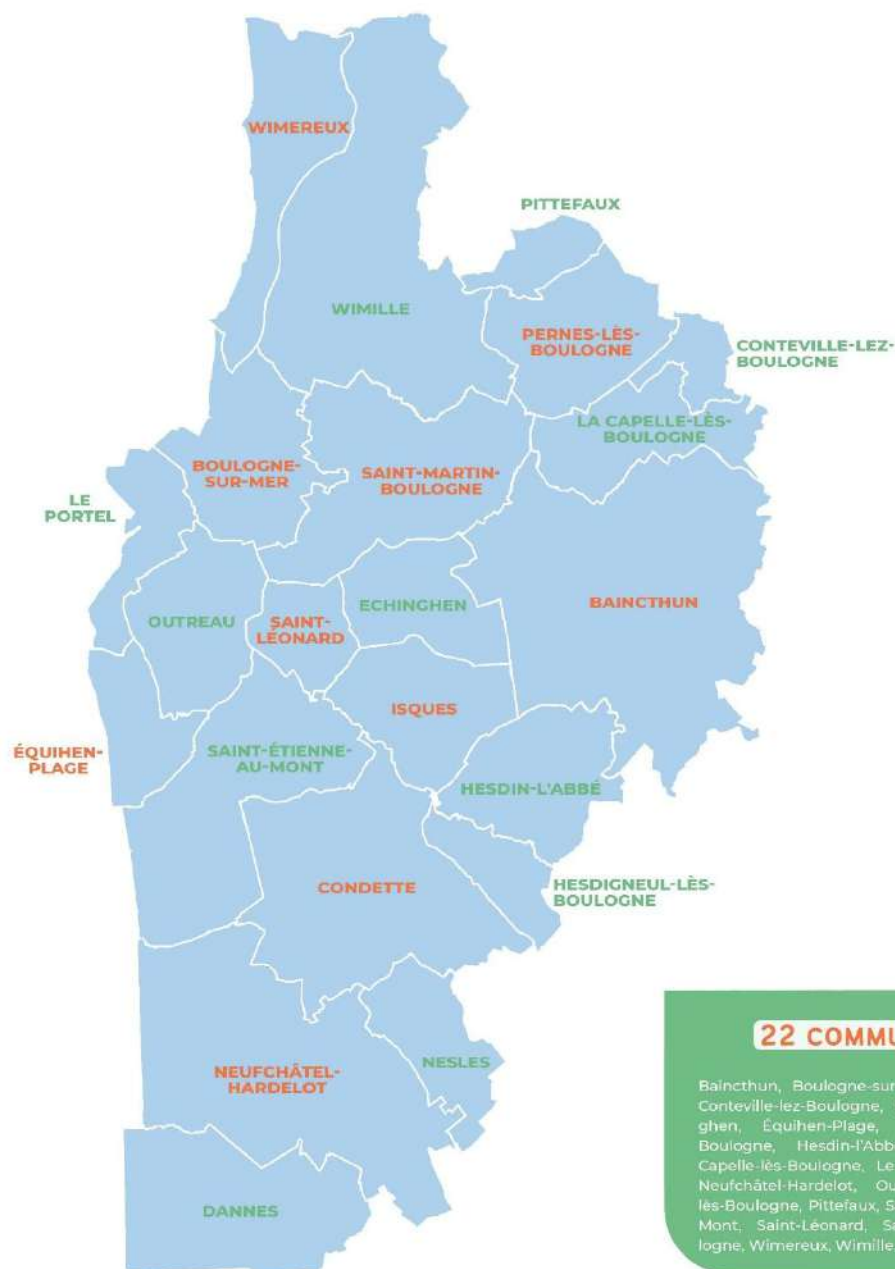 WIMEREUX
PITTEFAUX
WIMILLE
PERNES-LÈS-
BOULOGNE
CONTEVILLE-LEZ-
BOULOGNE
LA CAPELLE-LÈS-
BOULOGNE
BOULOGNE-
SUR-MER
SAINT-MARTIN-
BOULOGNE
LE
PORTEL
BAINCTHUN
ECHINGHEN
OUTREAU
SAINT-
LÉONARD
ISQUES
ÉQUIHEN-
PLAGE
SAINT-ÉTIENNE-
AU-MONT
HESDIN-L'ABBÉ
CONDETTE
HESDIGNEUL-LÈS-
BOULOGNE
NESLES
NEUFCHÂTEL-
HARDELOT
DANNES
22 COMMU
Baincthun, Boulogne-sur
Conteville-lez-Boulogne,
ghen, Équihen-Plage,
Boulogne, Hesdin-l'Abb
Capelle-lès-Boulogne, Le
Neufchâtel-Hardelot, Ou
lès-Boulogne, Pittefaux, S
Mont, Saint-Léonard, S
logne, Wimereux, Wimille